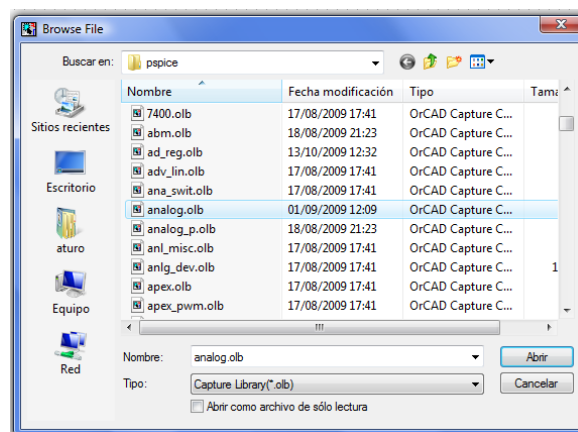 Browse File
Buscar en: pspice
Nombre Fecha modificación Tipo Tama
7400.olb 17/08/2009 17:41 OrCAD Capture C...
abm.olb 18/08/2009 21:23 OrCAD Capture C...
ad_reg.olb 13/10/2009 12:32 OrCAD Capture C...
adv_lin.olb 17/08/2009 17:41 OrCAD Capture C...
ana_swit.olb 17/08/2009 17:41 OrCAD Capture C...
analog.olb 01/09/2009 12:09 OrCAD Capture C...
analog_p.olb 18/08/2009 21:23 OrCAD Capture C...
anl_misc.olb 17/08/2009 17:41 OrCAD Capture C...
anlg_dev.olb 17/08/2009 17:41 OrCAD Capture C... 1
apex.olb 17/08/2009 17:41 OrCAD Capture C...
apex_pwm.olb 17/08/2009 17:41 OrCAD Capture C...
Sitios recientes
Escritorio
aturo
Equipo
Red
Nombre: analog.olb Abrir
Tipo: Capture Library(*.olb) Cancelar
Abrir como archivo de sólo lectura